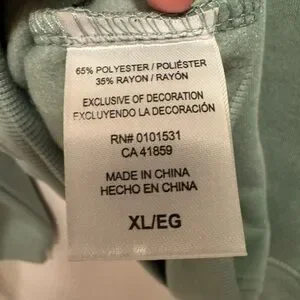 65% POLYESTER / POLIÉSTER
35% RAYON / RAYÓN
EXCLUSIVE OF DECORATION
EXCLUYENDO LA DECORACIÓN
RN# 0101531
CA 41859
MADE IN CHINA
HECHO EN CHINA
XL/EG